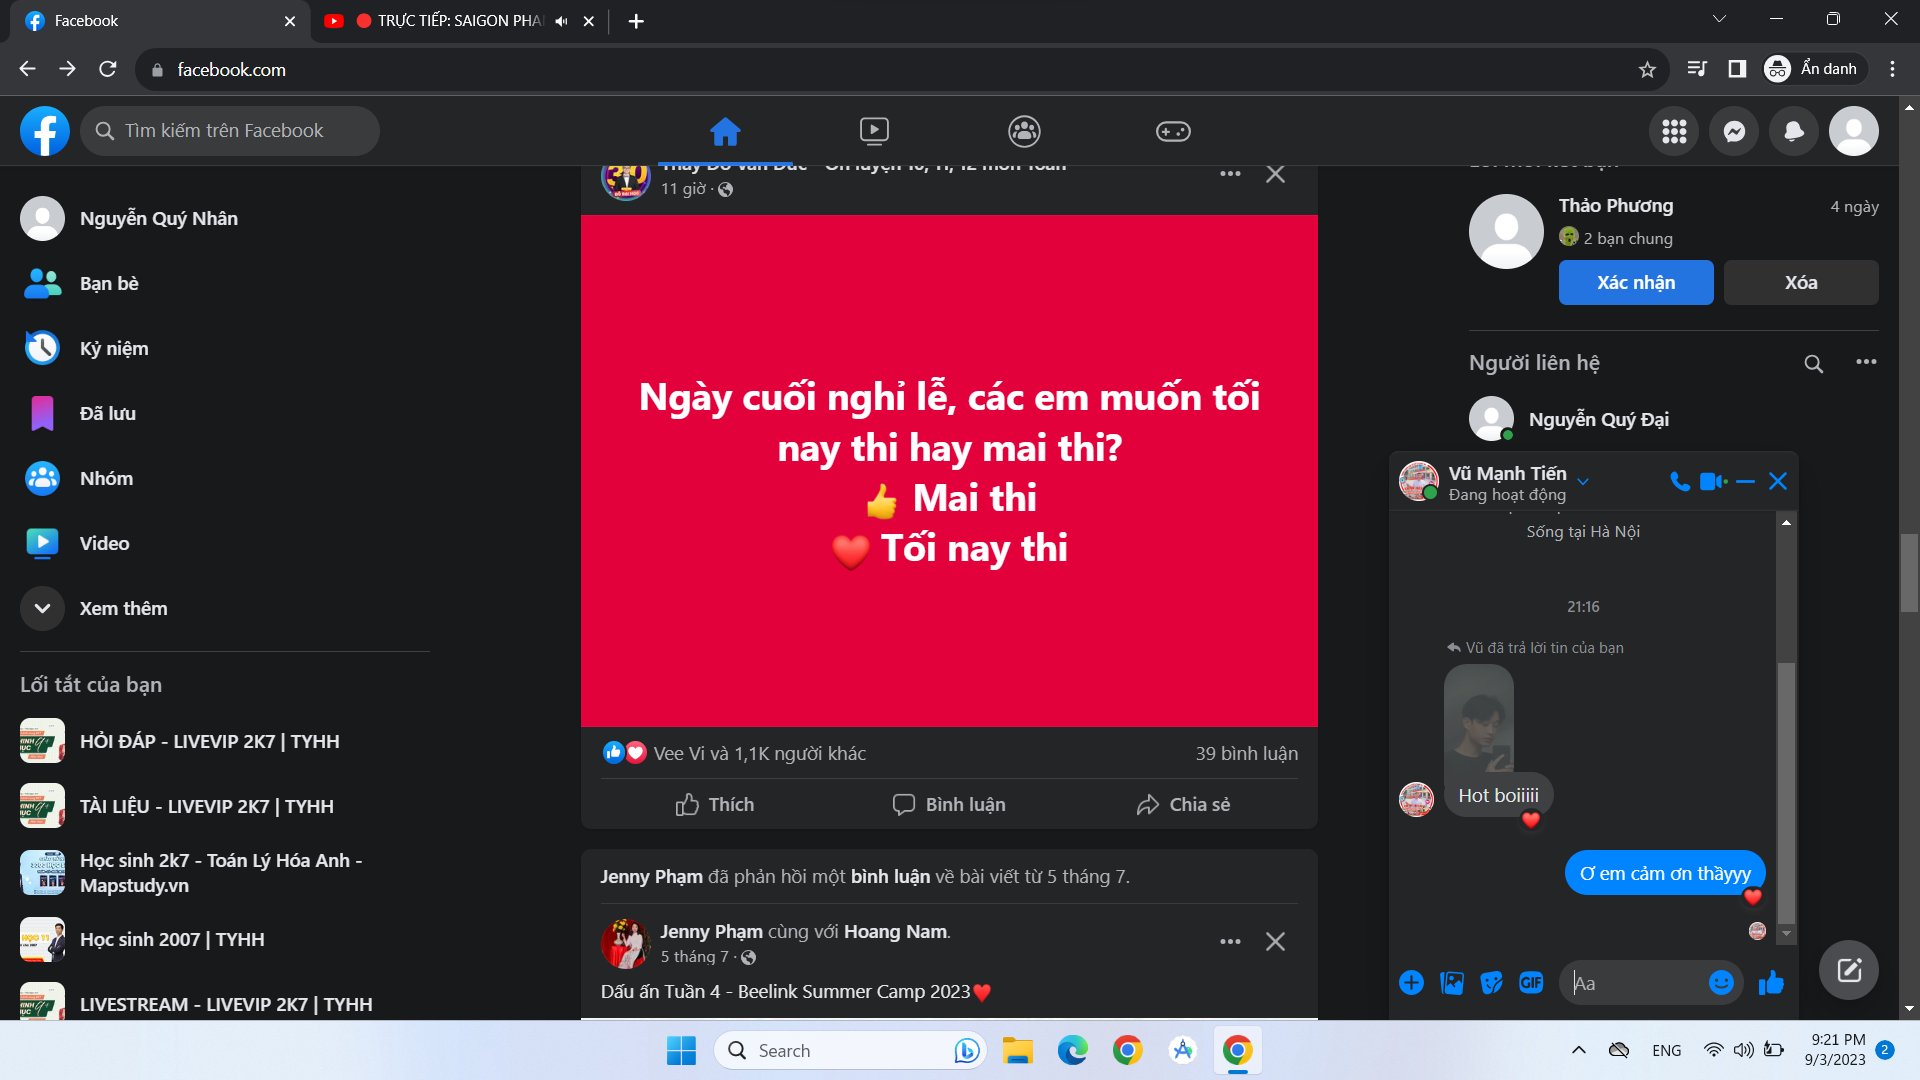 Facebook
TRỰC TIẾP: SAIGON PHA
facebook.com
Ẩn danh
Tìm kiếm trên Facebook
Nguyễn Quý Nhân
Bạn bè
Kỷ niệm
Đã lưu
Nhóm
Video
Xem thêm
Lối tắt của bạn
HỎI ĐÁP - LIVEVIP 2K7 | TYHH
TÀI LIỆU - LIVEVIP 2K7 | TYHH
Học sinh 2k7 - Toán Lý Hóa Anh -
Mapstudy.vn
Học sinh 2007 | TYHH
LIVESTREAM - LIVEVIP 2K7 | TYHH
11 giờ ·
Ngày cuối nghỉ lễ, các em muốn tối
nay thi hay mai thi?
👍 Mai thi
❤️ Tối nay thi
Vee Vi và 1,1K người khác
39 bình luận
Thích
Bình luận
Chia sẻ
Jenny Phạm đã phản hồi một bình luận về bài viết từ 5 tháng 7.
Jenny Phạm cùng với Hoang Nam.
5 tháng 7 ·
Dấu ấn Tuần 4 - Beelink Summer Camp 2023❤️
Thảo Phương
4 ngày
2 bạn chung
Xác nhận
Xóa
Người liên hệ
Nguyễn Quý Đại
Vũ Mạnh Tiến
Đang hoạt động
Sống tại Hà Nội
21:16
Vũ đã trả lời tin của bạn
Hot boiiiii
Ơ em cảm ơn thầyyy
GIF
Aa
Search
ENG
9:21 PM
9/3/2023
2